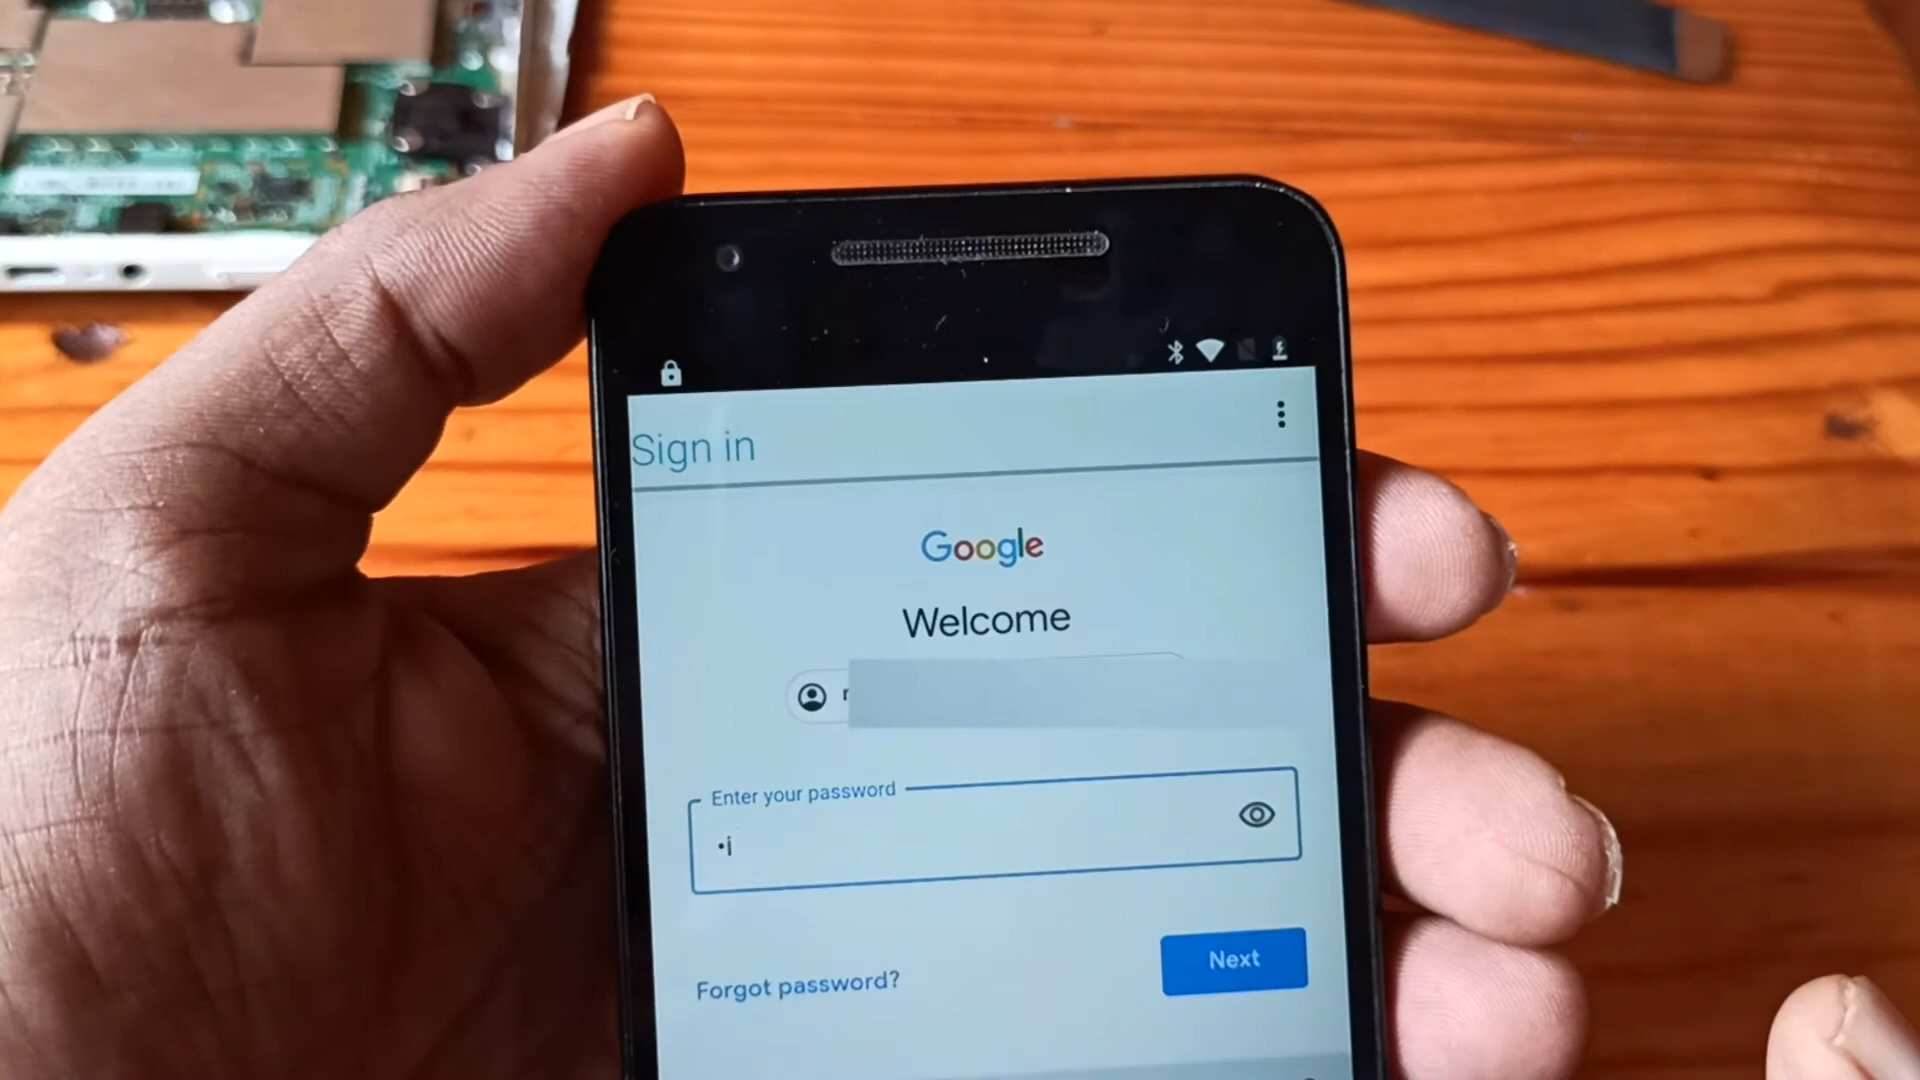 Sign in
Google
Welcome
r
Enter your password
•i
Forgot password?
Next